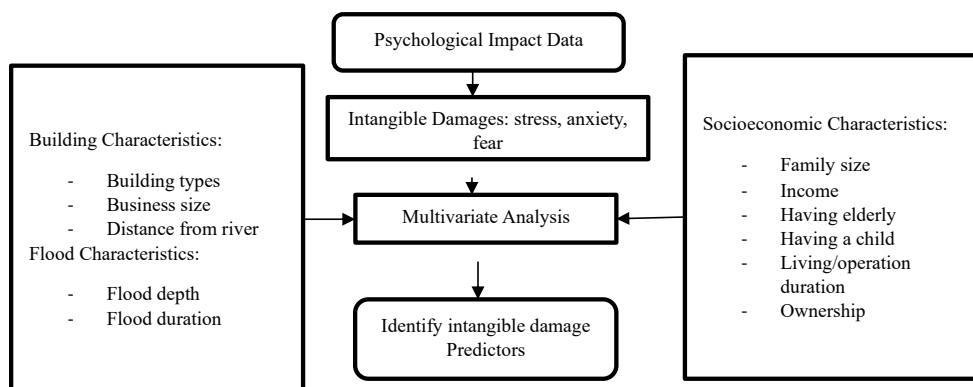 Psychological Impact Data
Intangible Damages: stress, anxiety,
fear
Multivariate Analysis
Identify intangible damage
Predictors
Building Characteristics:
- Building types
- Business size
- Distance from river
Flood Characteristics:
- Flood depth
- Flood duration
Socioeconomic Characteristics:
- Family size
- Income
- Having elderly
- Having a child
- Living/operation
duration
- Ownership